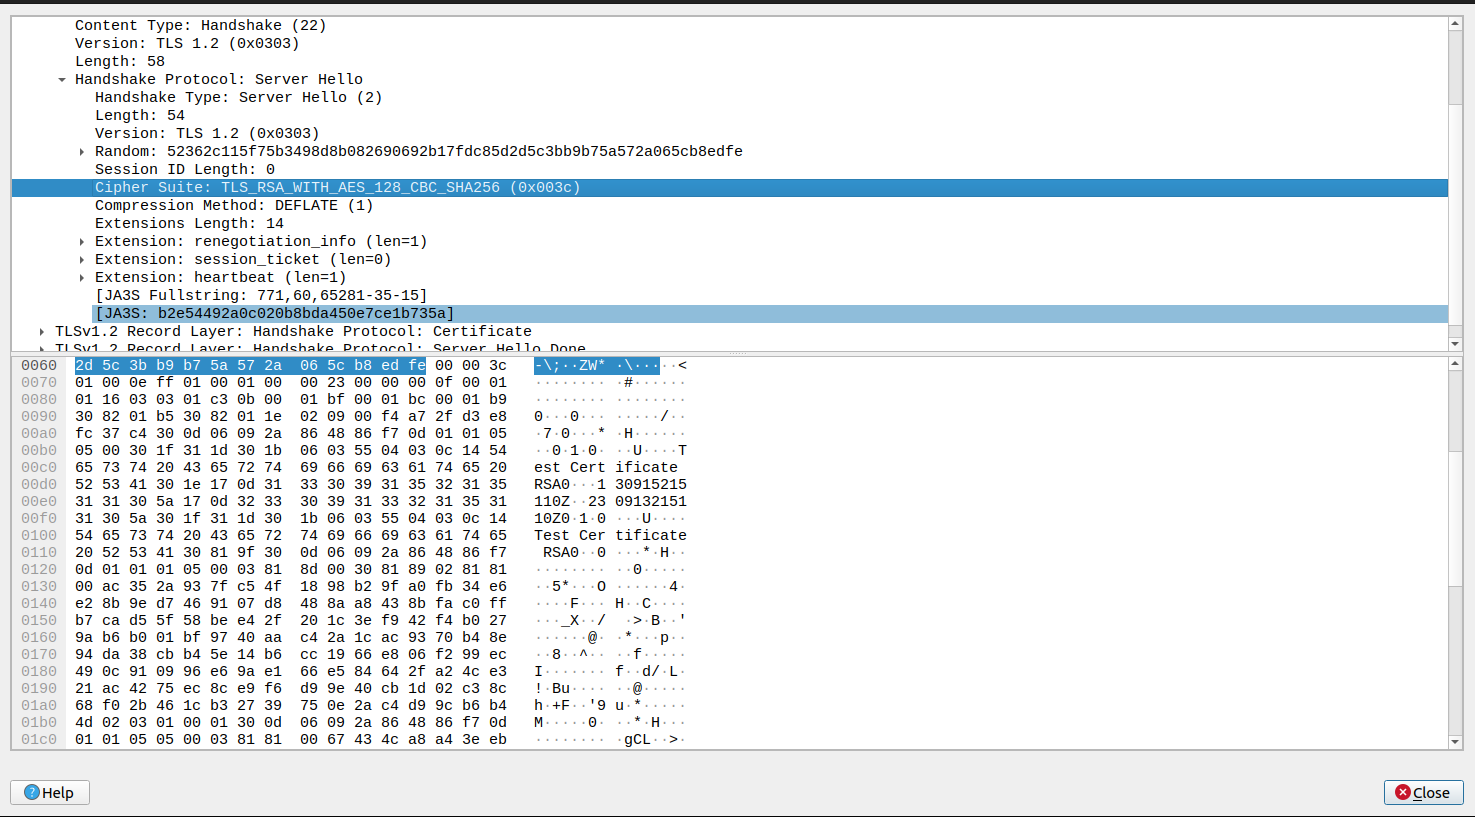 Content Type: Handshake (22)
Version: TLS 1.2 (0x0303)
Length: 58
Handshake Protocol: Server Hello
Handshake Type: Server Hello (2)
Length: 54
Version: TLS 1.2 (0x0303)
Random: 52362c115f75b3498d8b082690692b17fdc85d2d5c3bb9b75a572a065cb8edfe
Session ID Length: 0
Cipher Suite: TLS_RSA_WITH_AES_128_CBC_SHA256 (0x003c)
Compression Method: DEFLATE (1)
Extensions Length: 14
Extension: renegotiation_info (len=1)
Extension: session_ticket (len=0)
Extension: heartbeat (len=1)
[JA3S Fullstring: 771,60,65281-35-15]
[JA3S: b2e54492a0c020b8bda450e7ce1b735a]
TLSv1.2 Record Layer: Handshake Protocol: Certificate
TLSv1.2 Record Layer: Handshake Protocol: Server Hello Done
0060 2d 5c 3b b9 b7 5a 57 2a 06 5c b8 ed fe 00 00 3c -\;··ZW* ·\·····<
0070 01 00 0e ff 01 00 01 00 00 23 00 00 00 0f 00 01 ········ ·#······
0080 01 16 03 03 01 c3 0b 00 01 bf 00 01 bc 00 01 b9 ········ ········
0090 30 82 01 b5 30 82 01 1e 02 09 00 f4 a7 2f d3 e8 0···0··· ·····/··
00a0 fc 37 c4 30 0d 06 09 2a 86 48 86 f7 0d 01 01 05 ·7·0···* ·H······
00b0 05 00 30 1f 31 1d 30 1b 06 03 55 04 03 0c 14 54 ··0·1·0· ··U····T
00c0 65 73 74 20 43 65 72 74 69 66 69 63 61 74 65 20 est Cert ificate
00d0 52 53 41 30 1e 17 0d 31 33 30 39 31 35 32 31 35 RSA0···1 30915215
00e0 31 31 30 5a 17 0d 32 33 30 39 31 33 32 31 35 31 110Z··23 09132151
00f0 31 30 5a 30 1f 31 1d 30 1b 06 03 55 04 03 0c 14 10Z0·1·0 ···U····
0100 54 65 73 74 20 43 65 72 74 69 66 69 63 61 74 65 Test Cer tificate
0110 20 52 53 41 30 81 9f 30 0d 06 09 2a 86 48 86 f7 RSA0··0 ···*·H··
0120 0d 01 01 01 05 00 03 81 8d 00 30 81 89 02 81 81 ········ ··0·····
0130 00 ac 35 2a 93 7f c5 4f 18 98 b2 9f a0 fb 34 e6 ··5*···O ······4·
0140 e2 8b 9e d7 46 91 07 d8 48 8a a8 43 8b fa c0 ff ····F··· H··C····
0150 b7 ca d5 5f 58 be e4 2f 20 1c 3e f9 42 f4 b0 27 ···_X··/ ·>·B··'
0160 9a b6 b0 01 bf 97 40 aa c4 2a 1c ac 93 70 b4 8e ······@· ·*···p··
0170 94 da 38 cb b4 5e 14 b6 cc 19 66 e8 06 f2 99 ec ··8··^·· ··f·····
0180 49 0c 91 09 96 e6 9a e1 66 e5 84 64 2f a2 4c e3 I······· f··d/·L·
0190 21 ac 42 75 ec 8c e9 f6 d9 9e 40 cb 1d 02 c3 8c !·Bu···· ··@·····
01a0 68 f0 2b 46 1c b3 27 39 75 0e 2a c4 d9 9c b6 b4 h·+F··'9 u·*·····
01b0 4d 02 03 01 00 01 30 0d 06 09 2a 86 48 86 f7 0d M·····0· ··*·H···
01c0 01 01 05 05 00 03 81 81 00 67 43 4c a8 a4 3e eb ········ ·gCL··>·
Help
Close